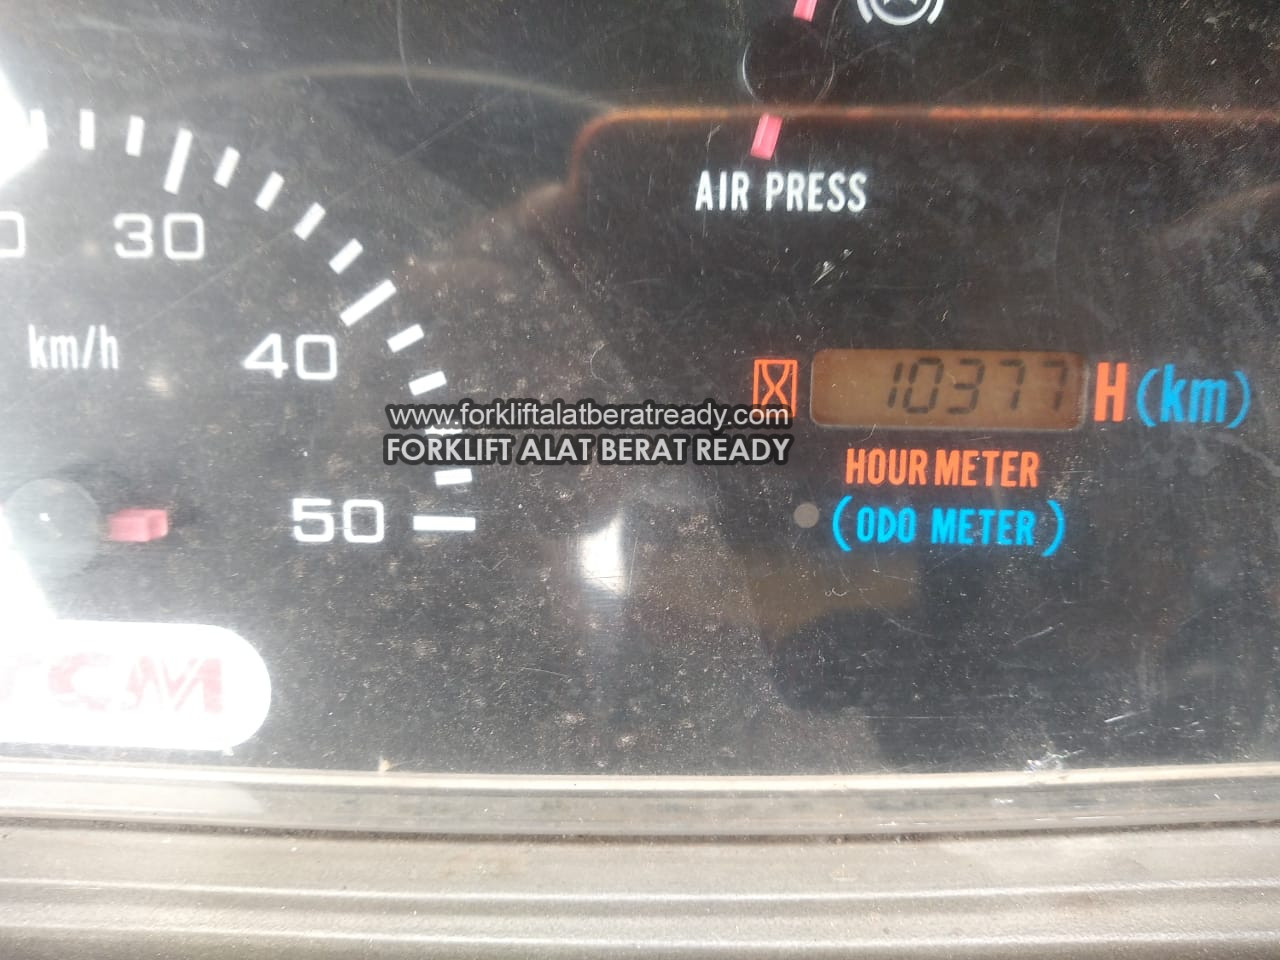 AIR PRESS
30
km/h
40
10377 H (km)
www.forkliftalatberatready.com
FORKLIFT ALAT BERAT READY
HOUR METER
50
(ODO METER)
TCM